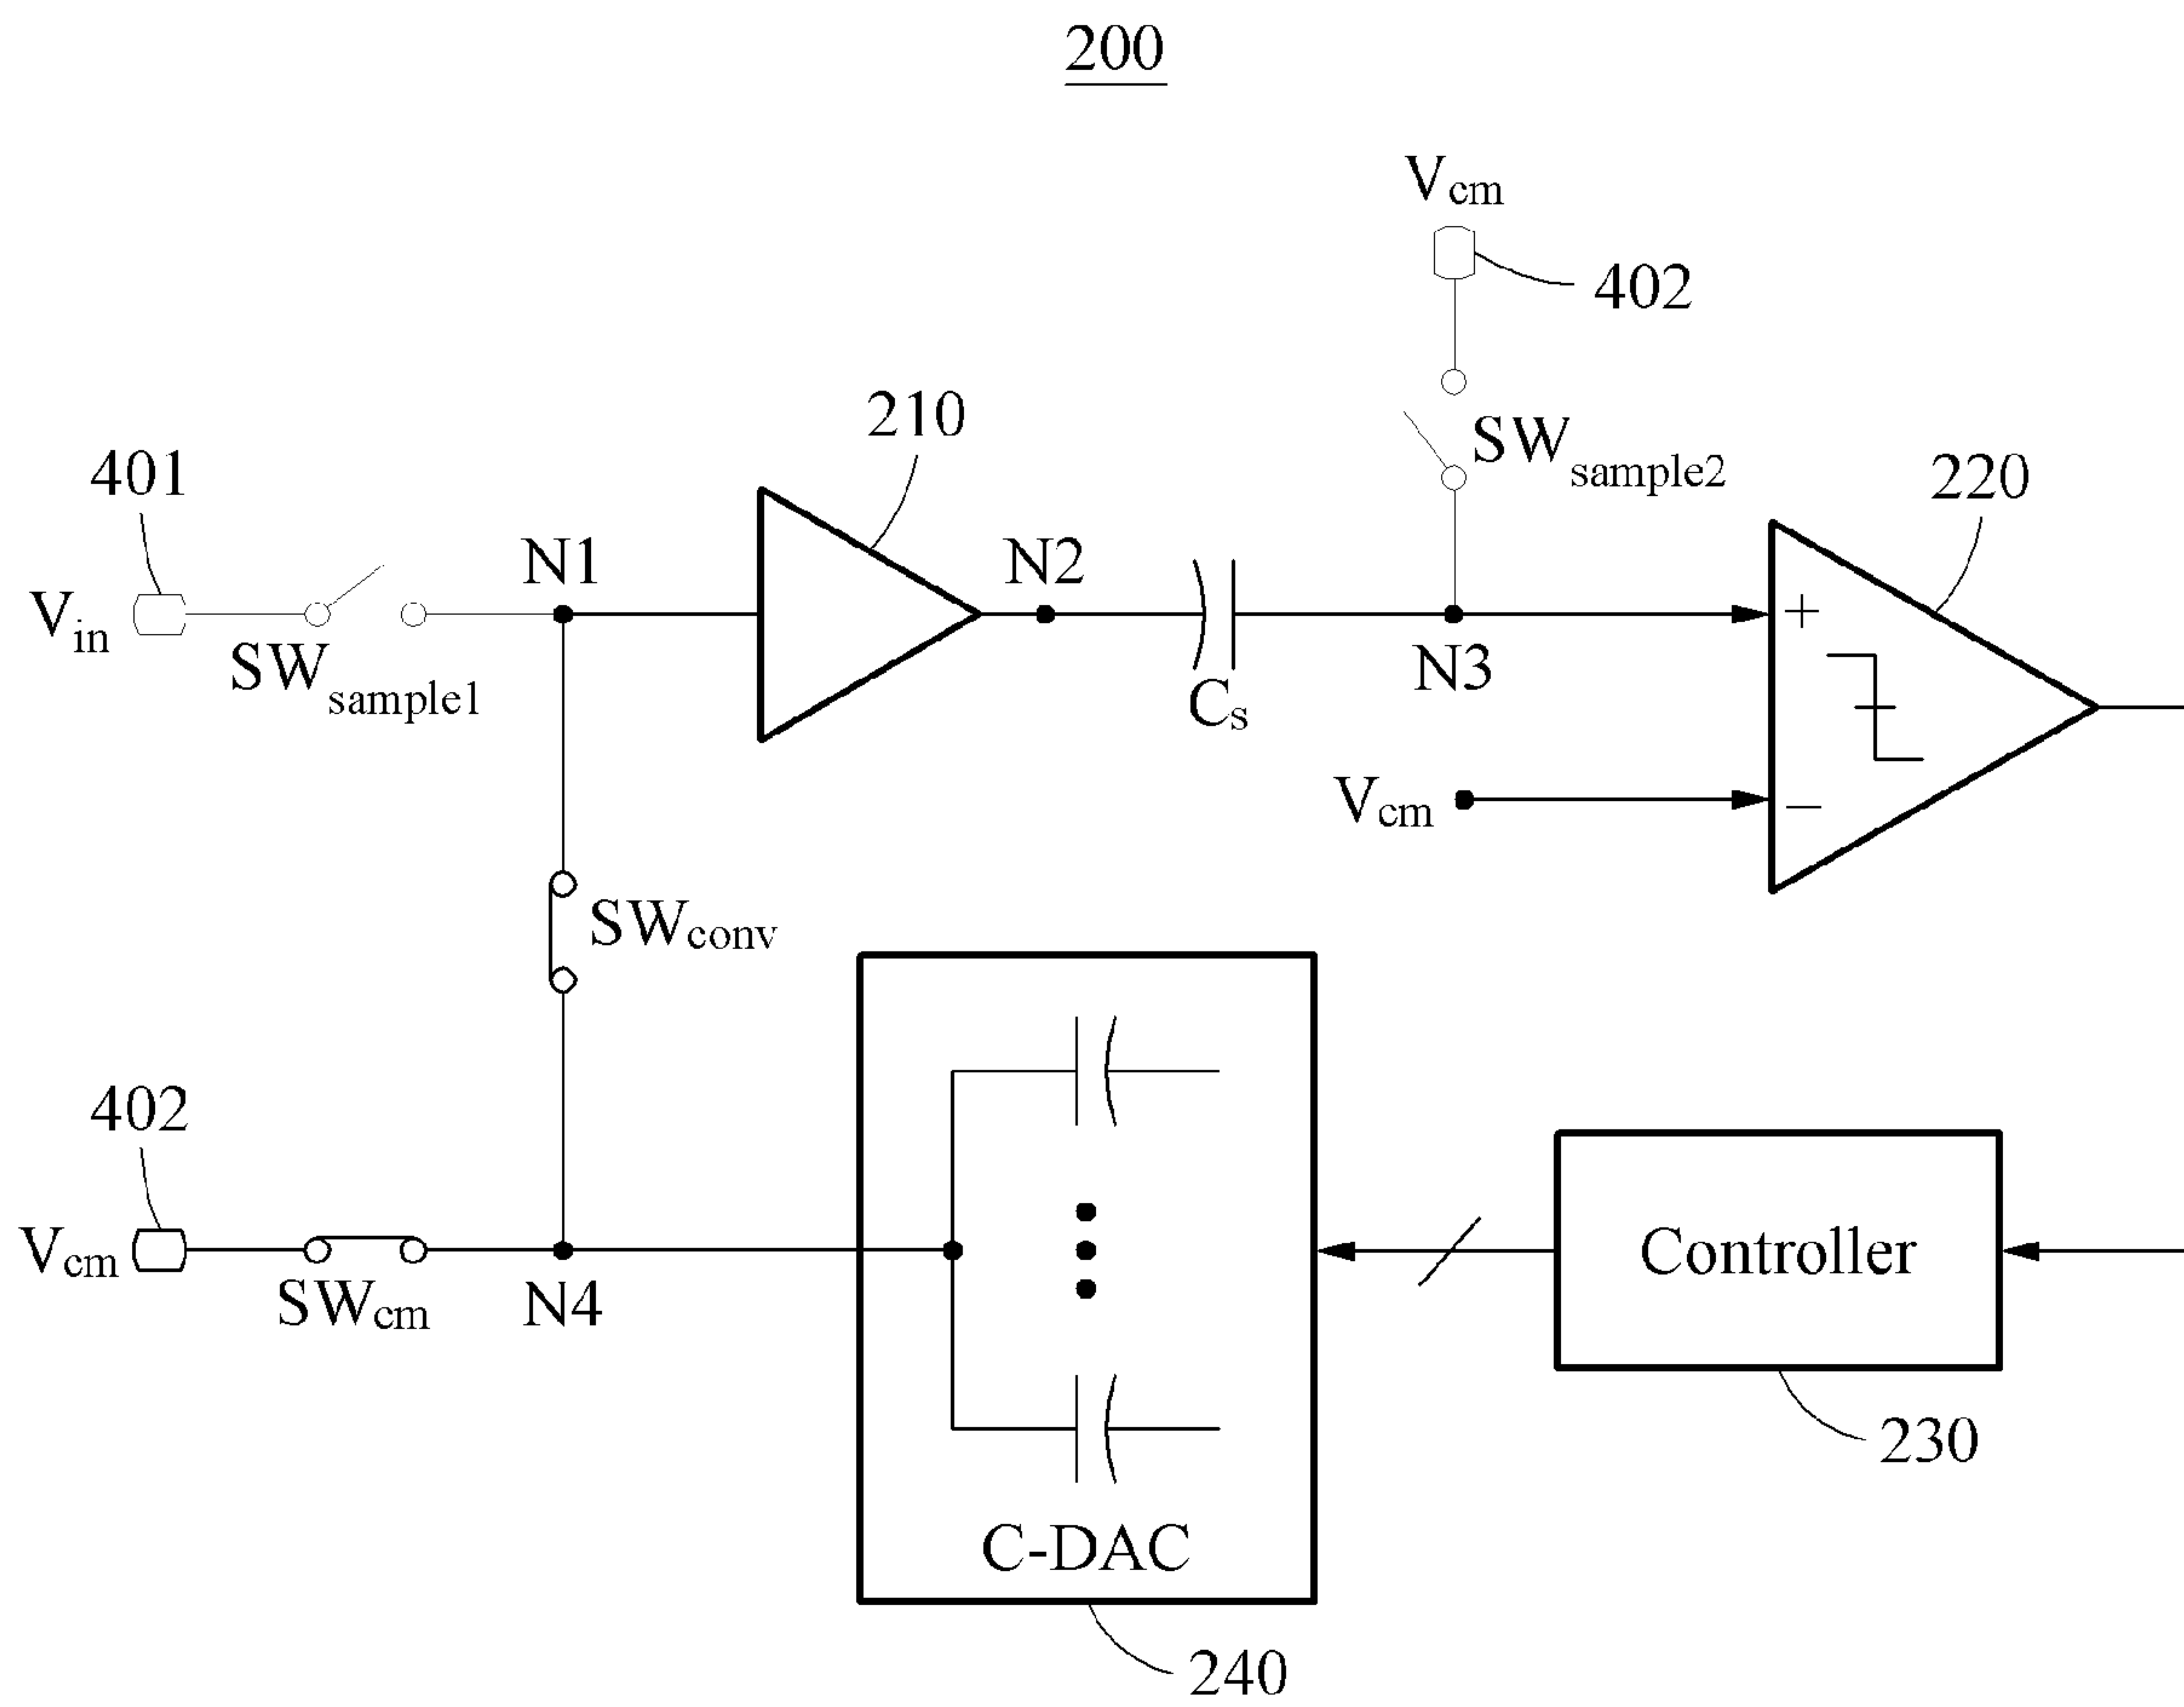 200
Vcm
402
210
SWsample2
401
220
N1
N2
Vin
+
SWsample1
N3
Cs
Vcm
−
SWconv
402
Controller
Vcm
SWcm
N4
230
C-DAC
240